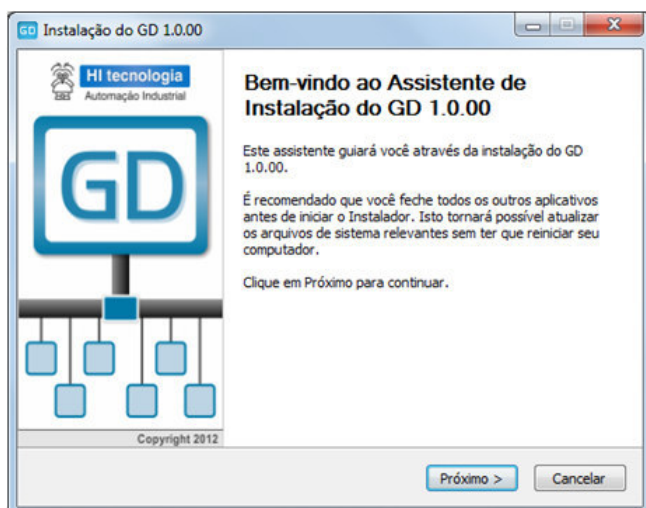 GD Instalação do GD 1.0.00
HI tecnologia
Automação Industrial
GD
Copyright 2012
Bem-vindo ao Assistente de
Instalação do GD 1.0.00
Este assistente guiará você através da instalação do GD
1.0.00.
É recomendado que você feche todos os outros aplicativos
antes de iniciar o Instalador. Isto tornará possível atualizar
os arquivos de sistema relevantes sem ter que reiniciar seu
computador.
Clique em Próximo para continuar.
Próximo > Cancelar